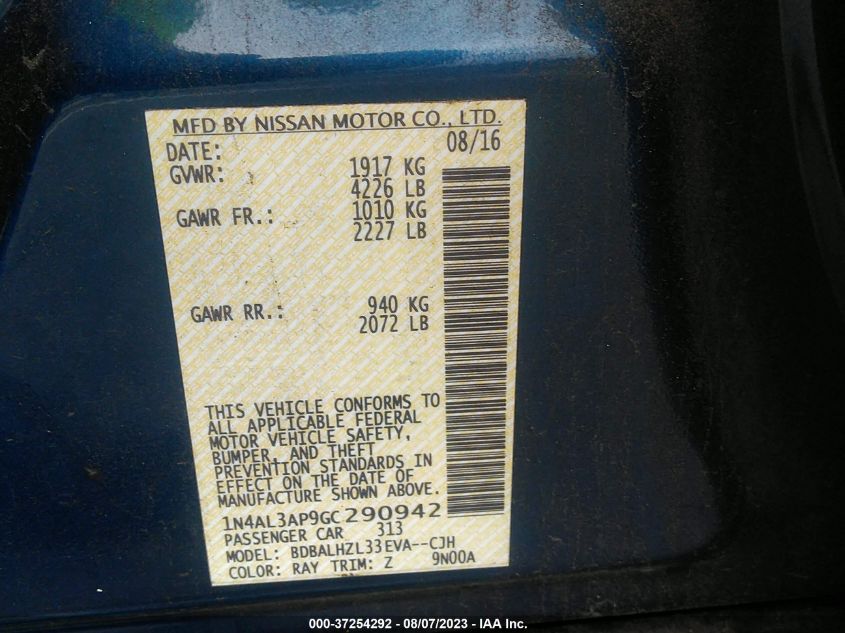 MFD BY NISSAN MOTOR CO., LTD.
DATE: 08/16
GVWR: 1917 KG
4226 LB
GAWR FR.: 1010 KG
2227 LB
GAWR RR.: 940 KG
2072 LB
THIS VEHICLE CONFORMS TO
ALL APPLICABLE FEDERAL
MOTOR VEHICLE SAFETY,
BUMPER, AND THEFT
PREVENTION STANDARDS IN
EFFECT ON THE DATE OF
MANUFACTURE SHOWN ABOVE.
1N4AL3AP9GC290942
PASSENGER CAR 313
MODEL: BDBALHZL33EVA--CJH
COLOR: RAY TRIM: Z 9N00A
000-37254292 - 08/07/2023 - IAA Inc.